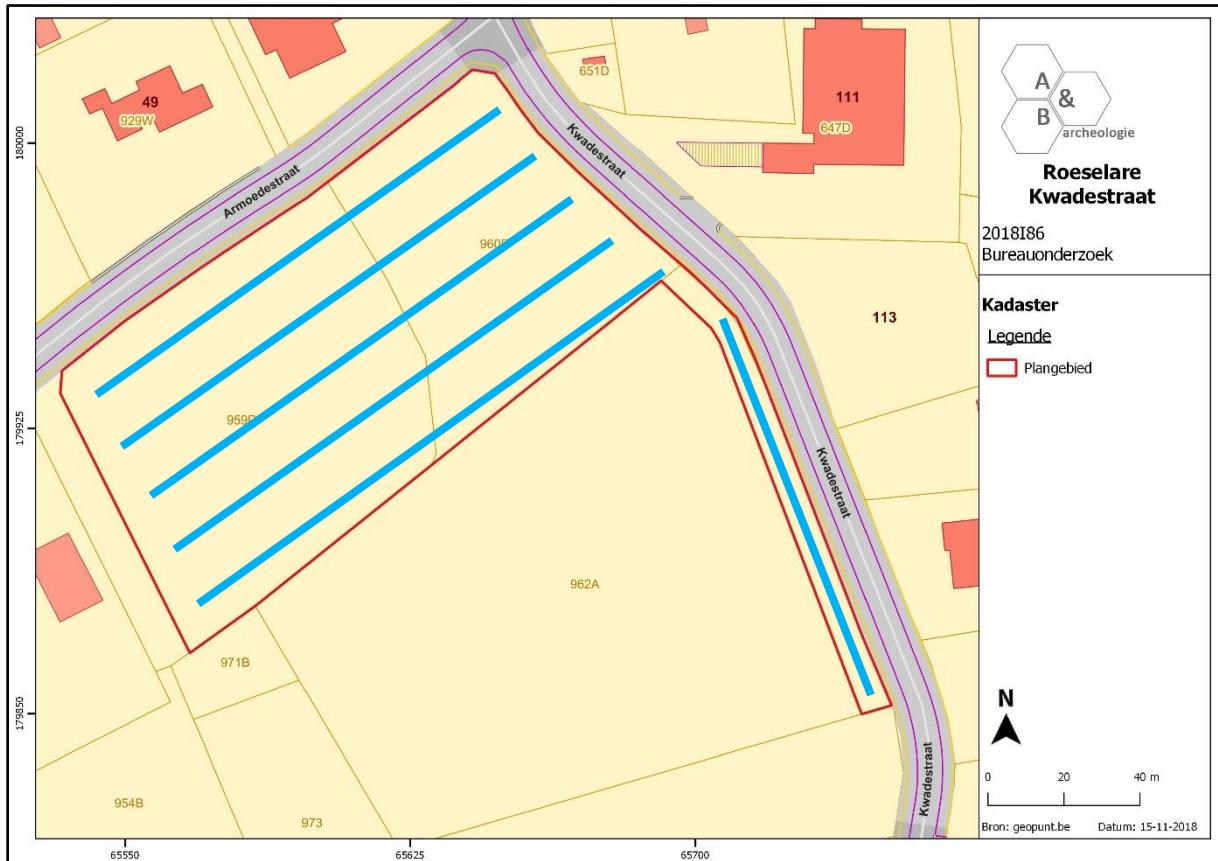 651D
111
49
929W
647D
A
&
B
archeologie
Roeselare
Kwadestraat
2018I86
Bureauonderzoek
Kadaster
Legende
Plangebied
180000
Kwadestraat
Armoedestraat
113
179925
Kwadestraat
962A
971B
179850
Kwadestraat
954B
973
N
0 20 40 m
Bron: geopunt.be Datum: 15-11-2018
65550 65625 65700